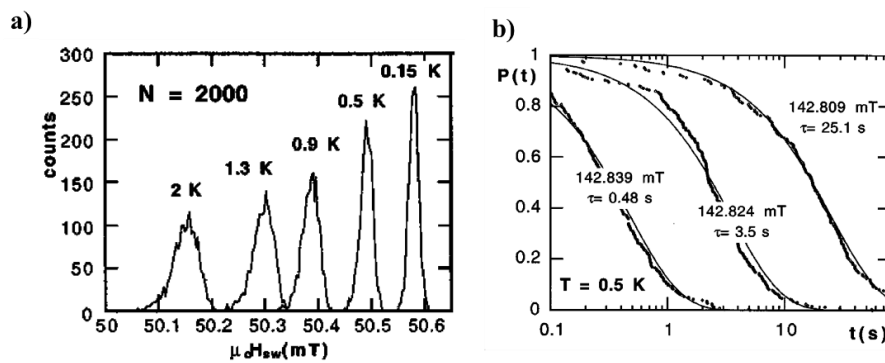 a)
N = 2000
2 K
1.3 K
0.9 K
0.5 K
0.15 K
counts
300
250
200
150
100
50
0
50
50.1
50.2
50.3
50.4
50.5
50.6
μ₀H_sw(mT)
b)
P(t)
1
0.8
0.6
0.4
0.2
0
142.809 mT
τ= 25.1 s
142.839 mT
τ= 0.48 s
142.824 mT
τ= 3.5 s
T = 0.5 K
0.1
1
10
t(s)